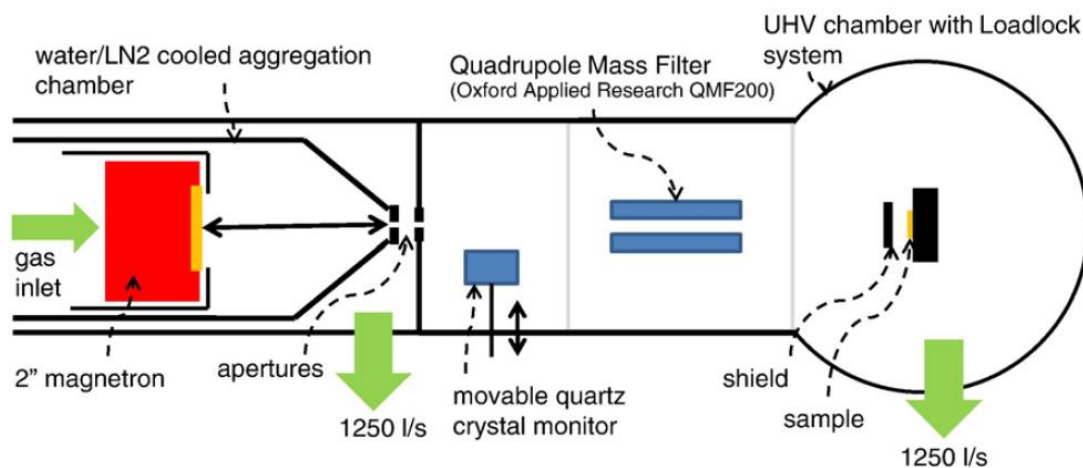 water/LN2 cooled aggregation
chamber
Quadrupole Mass Filter
(Oxford Applied Research QMF200)
UHV chamber with Loadlock
system
gas
inlet
2” magnetron
apertures
1250 l/s
movable quartz
crystal monitor
shield
sample
1250 l/s